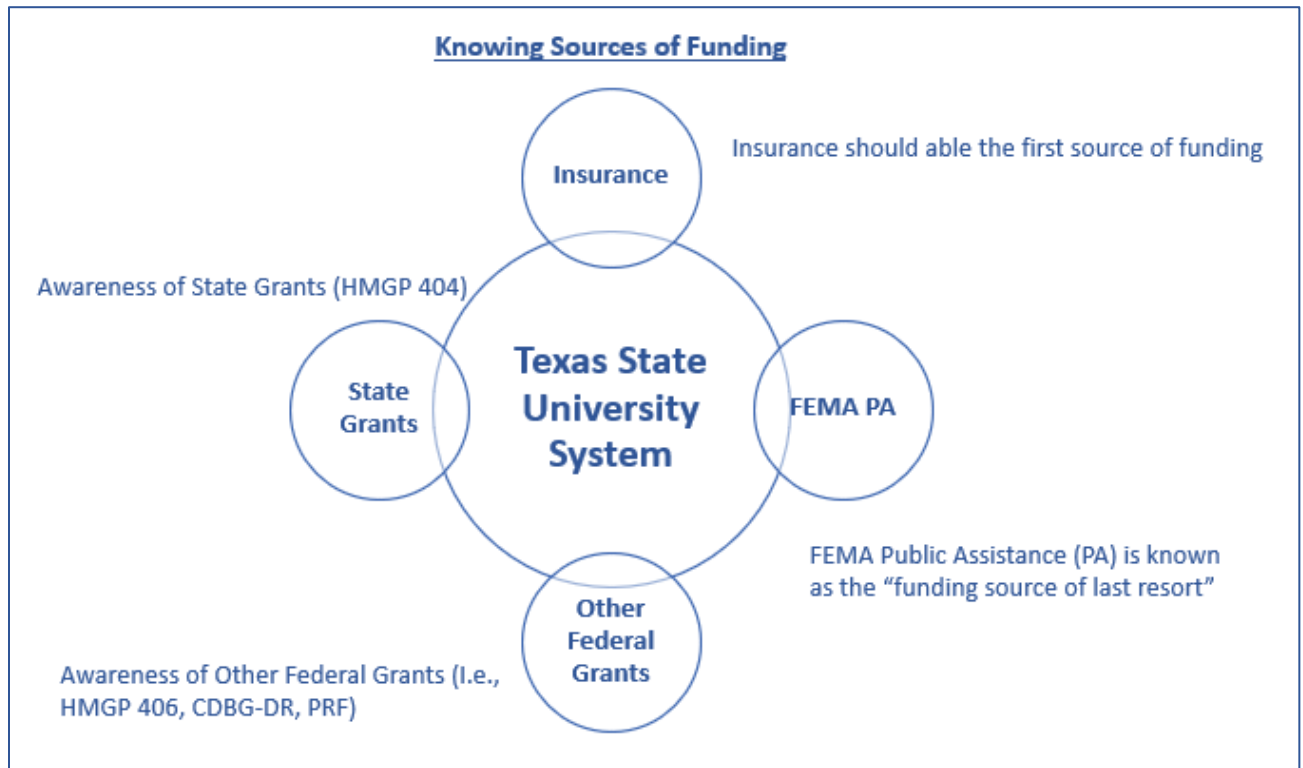 Knowing Sources of Funding
Insurance
Insurance should able the first source of funding
Awareness of State Grants (HMGP 404)
State
Grants
Texas State
University
System
FEMA PA
FEMA Public Assistance (PA) is known
as the “funding source of last resort”
Other
Federal
Grants
Awareness of Other Federal Grants (I.e.,
HMGP 406, CDBG-DR, PRF)